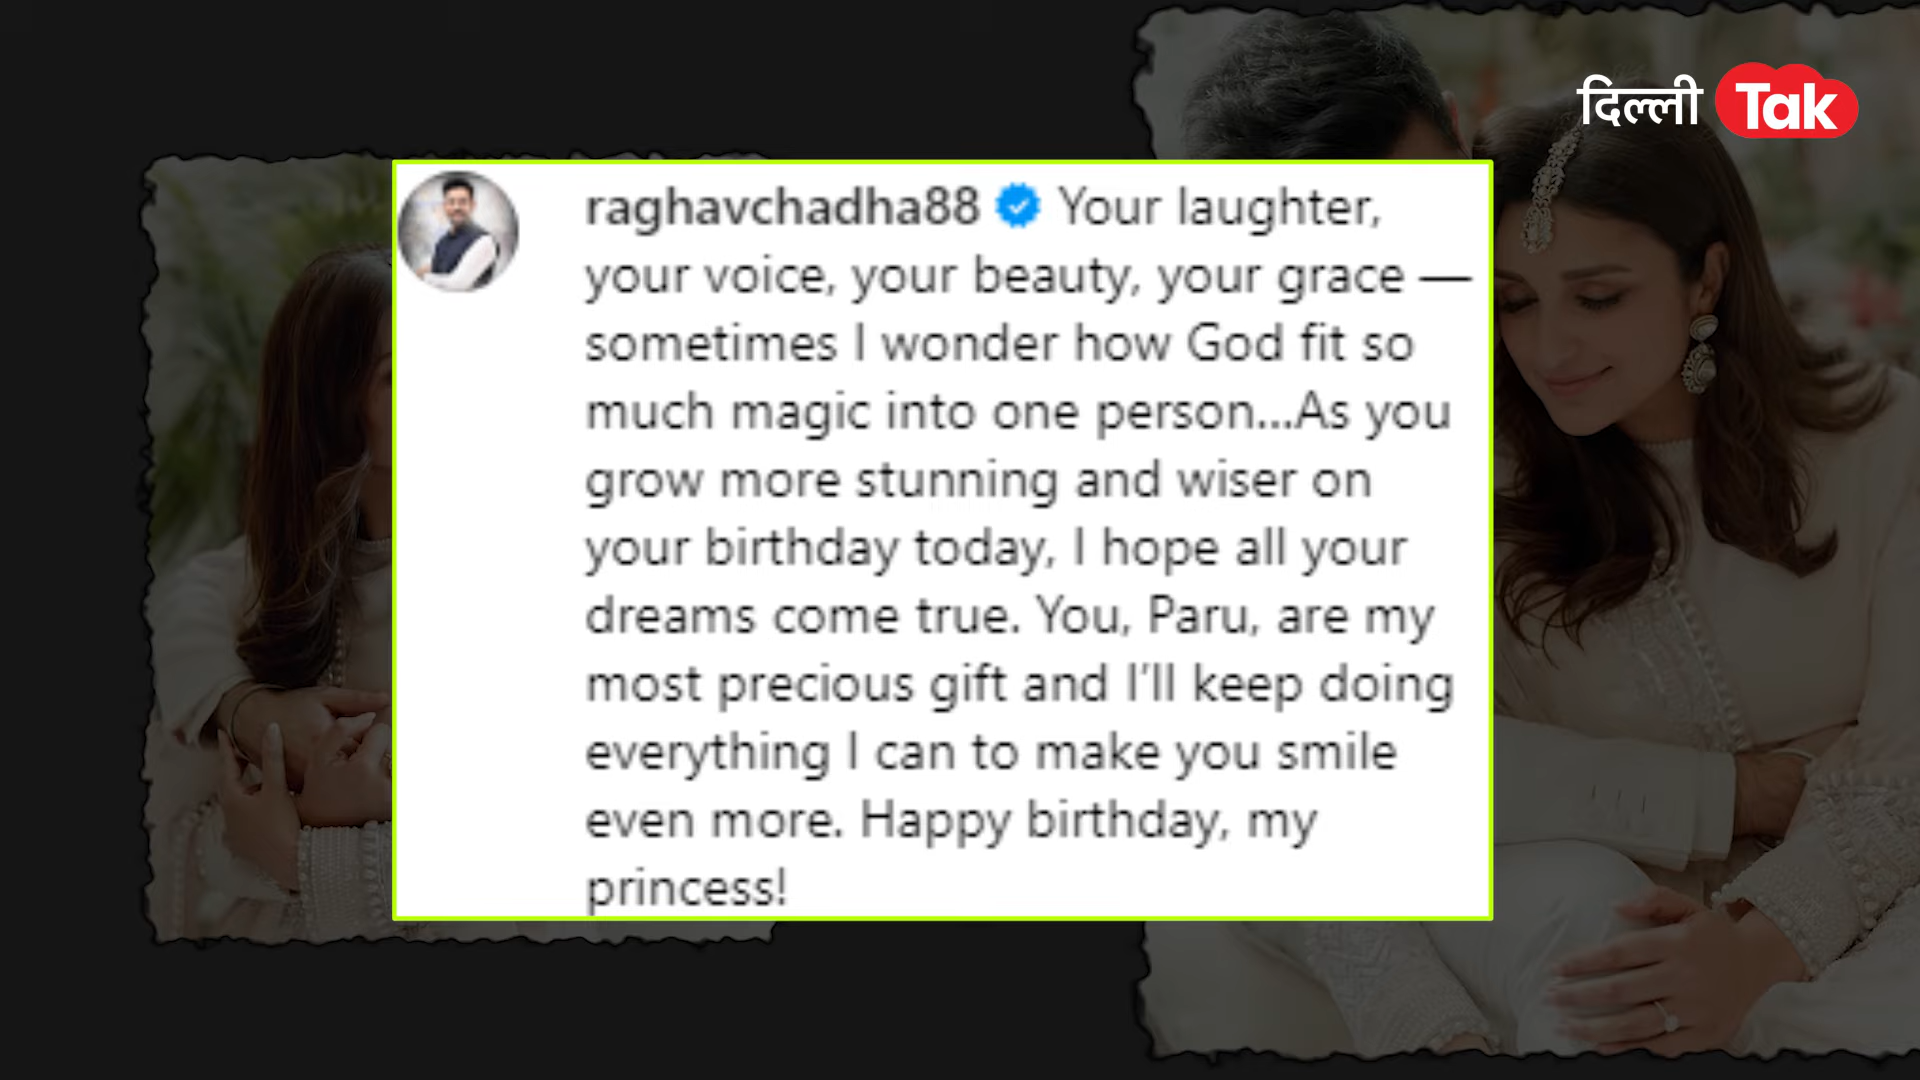 दिल्ली Tak
raghavchadha88 Your laughter,
your voice, your beauty, your grace —
sometimes I wonder how God fit so
much magic into one person...As you
grow more stunning and wiser on
your birthday today, I hope all your
dreams come true. You, Paru, are my
most precious gift and I’ll keep doing
everything I can to make you smile
even more. Happy birthday, my
princess!